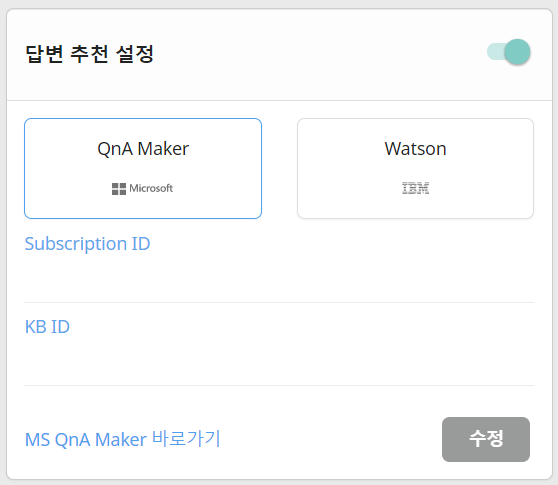 답변 추천 설정
QnA Maker
Microsoft
Watson
IBM
Subscription ID
KB ID
MS QnA Maker 바로가기
수정